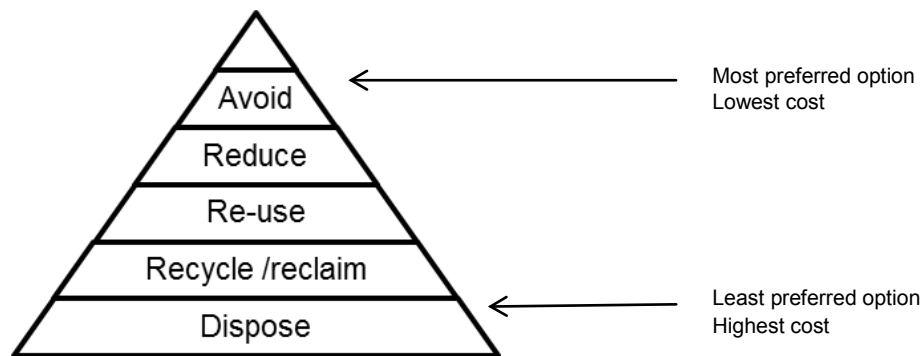 Most preferred option
Lowest cost
Avoid
Reduce
Re-use
Recycle /reclaim
Least preferred option
Highest cost
Dispose